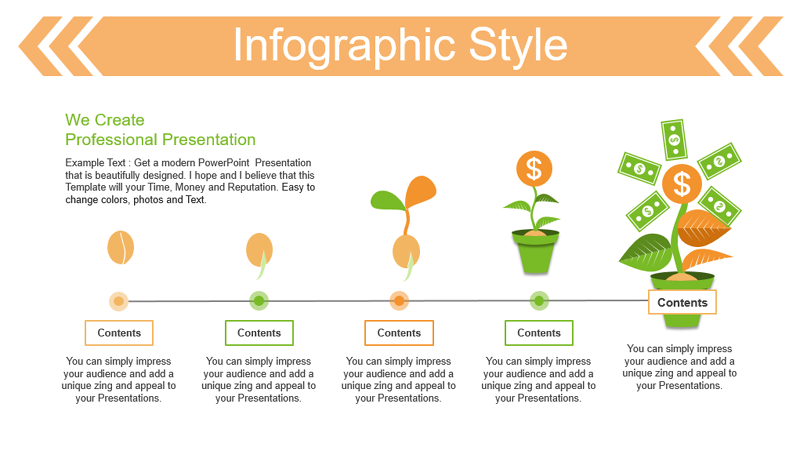 Infographic Style
We Create
Professional Presentation
Example Text : Get a modern PowerPoint  Presentation
that is beautifully designed. I hope and I believe that this
Template will your Time, Money and Reputation. Easy to
change colors, photos and Text.
$
$
$
$
$
$
$
Contents
You can simply impress
your audience and add a
unique zing and appeal to
your Presentations.
Contents
You can simply impress
your audience and add a
unique zing and appeal to
your Presentations.
Contents
You can simply impress
your audience and add a
unique zing and appeal to
your Presentations.
Contents
You can simply impress
your audience and add a
unique zing and appeal to
your Presentations.
Contents
You can simply impress
your audience and add a
unique zing and appeal to
your Presentations.